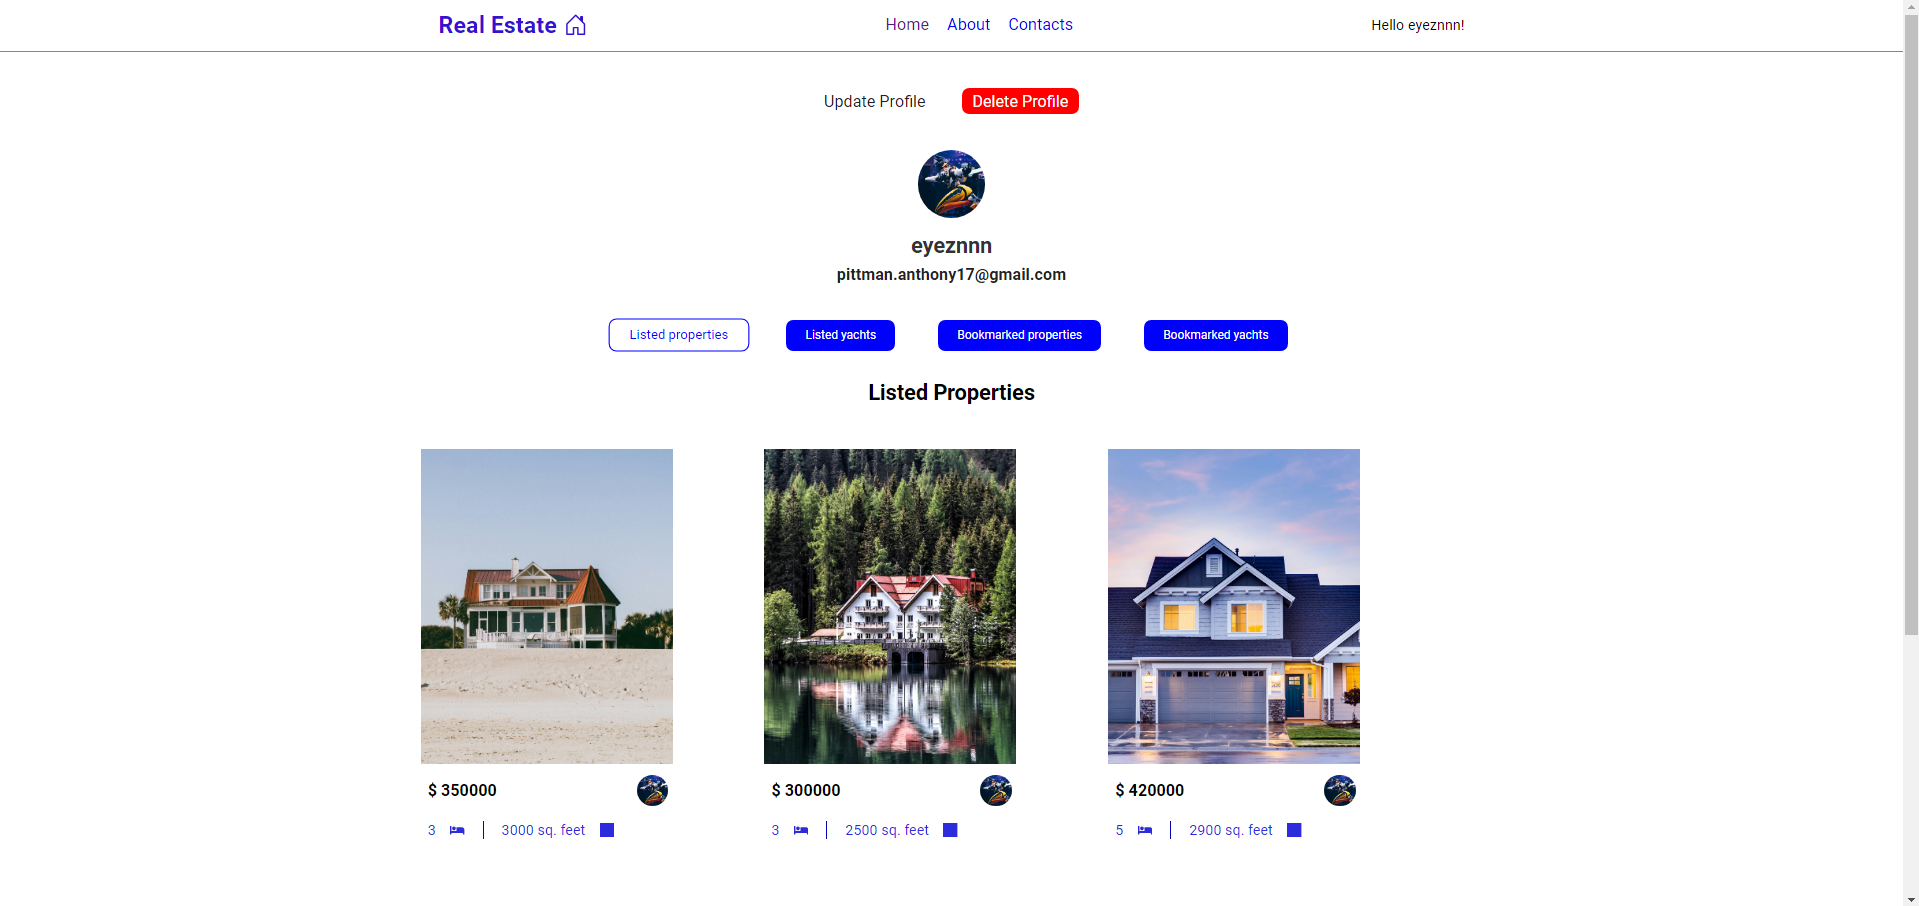 Real Estate
Home About Contacts
Hello eyeznnn!
Update Profile Delete Profile
eyeznnn
pittman.anthony17@gmail.com
Listed properties Listed yachts Bookmarked properties Bookmarked yachts
Listed Properties
$ 350000 $ 300000 $ 420000
3 3000 sq. feet 3 2500 sq. feet 5 2900 sq. feet